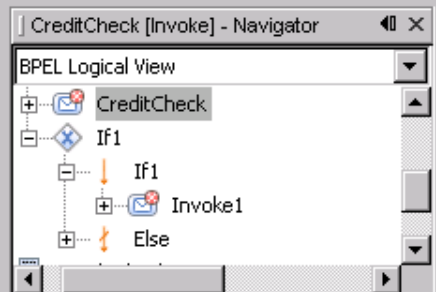 CreditCheck [Invoke] - Navigator
BPEL Logical View
CreditCheck
If1
If1
Invoke1
Else